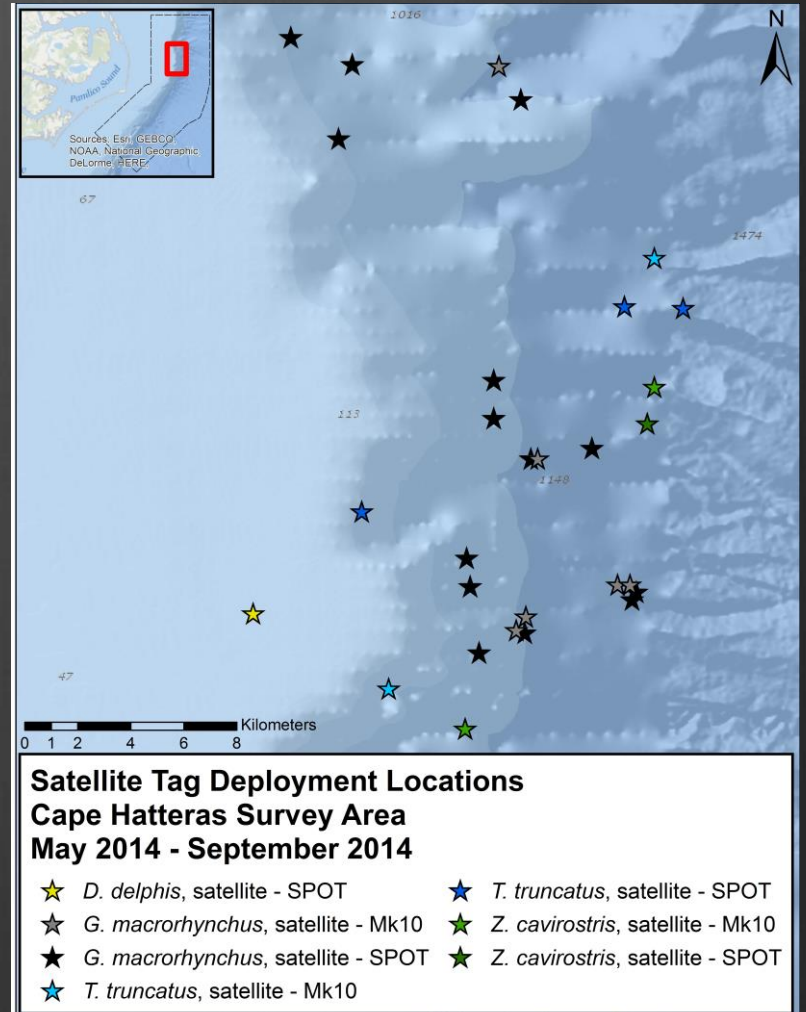 1016
N
Pamlico Sound
Sources: Esri, GEBCO,
NOAA, National Geographic,
DeLorme, HERE,
67
1474
113
1148
47
Kilometers
0 1 2 4 6 8
Satellite Tag Deployment Locations
Cape Hatteras Survey Area
May 2014 - September 2014
D. delphis, satellite - SPOT
G. macrorhynchus, satellite - Mk10
G. macrorhynchus, satellite - SPOT
T. truncatus, satellite - Mk10
T. truncatus, satellite - SPOT
Z. cavirostris, satellite - Mk10
Z. cavirostris, satellite - SPOT